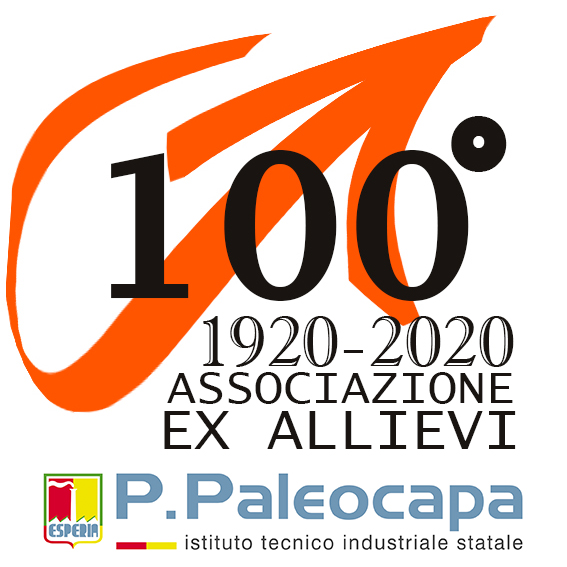 100°
1920-2020
ASSOCIAZIONE
EX ALLIEVI
ESPERIA
P.Paleocapa
istituto tecnico industriale statale